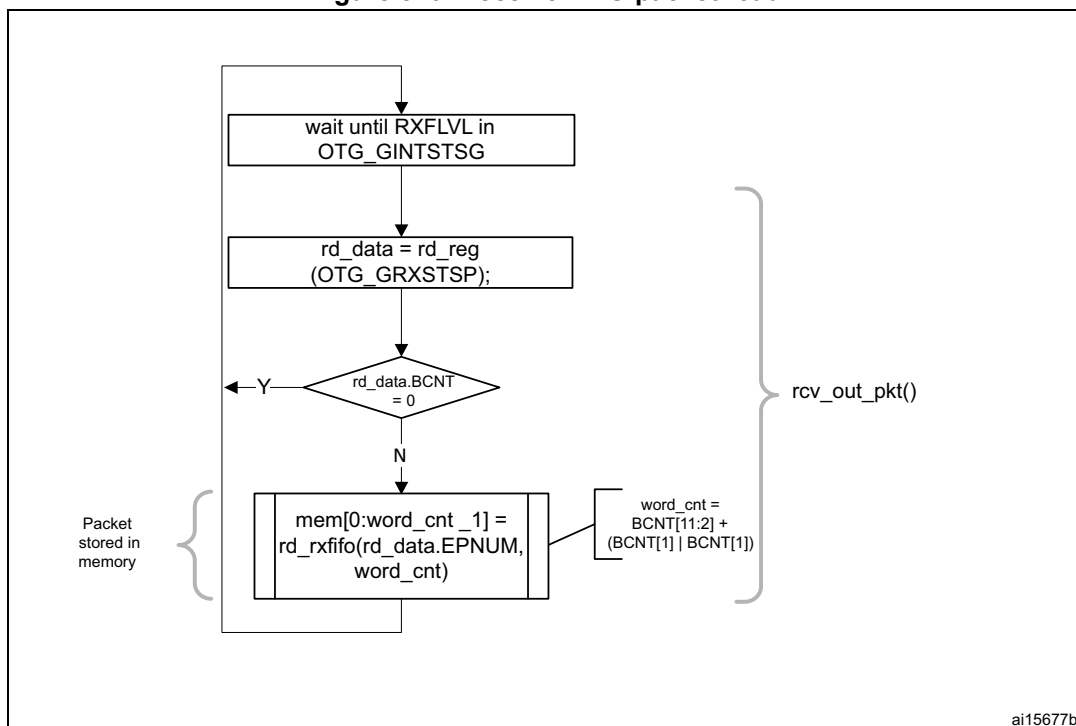 wait until RXFLVL in
OTG_GINTSTSG
rd_data = rd_reg
(OTG_GRXSTSP);
rd_data.BCNT
= 0
Y
N
rcv_out_pkt()
Packet
stored in
memory
mem[0:word_cnt _1] =
rd_rxfifo(rd_data.EPNUM,
word_cnt)
word_cnt =
BCNT[11:2] +
(BCNT[1] | BCNT[1])
ai15677b